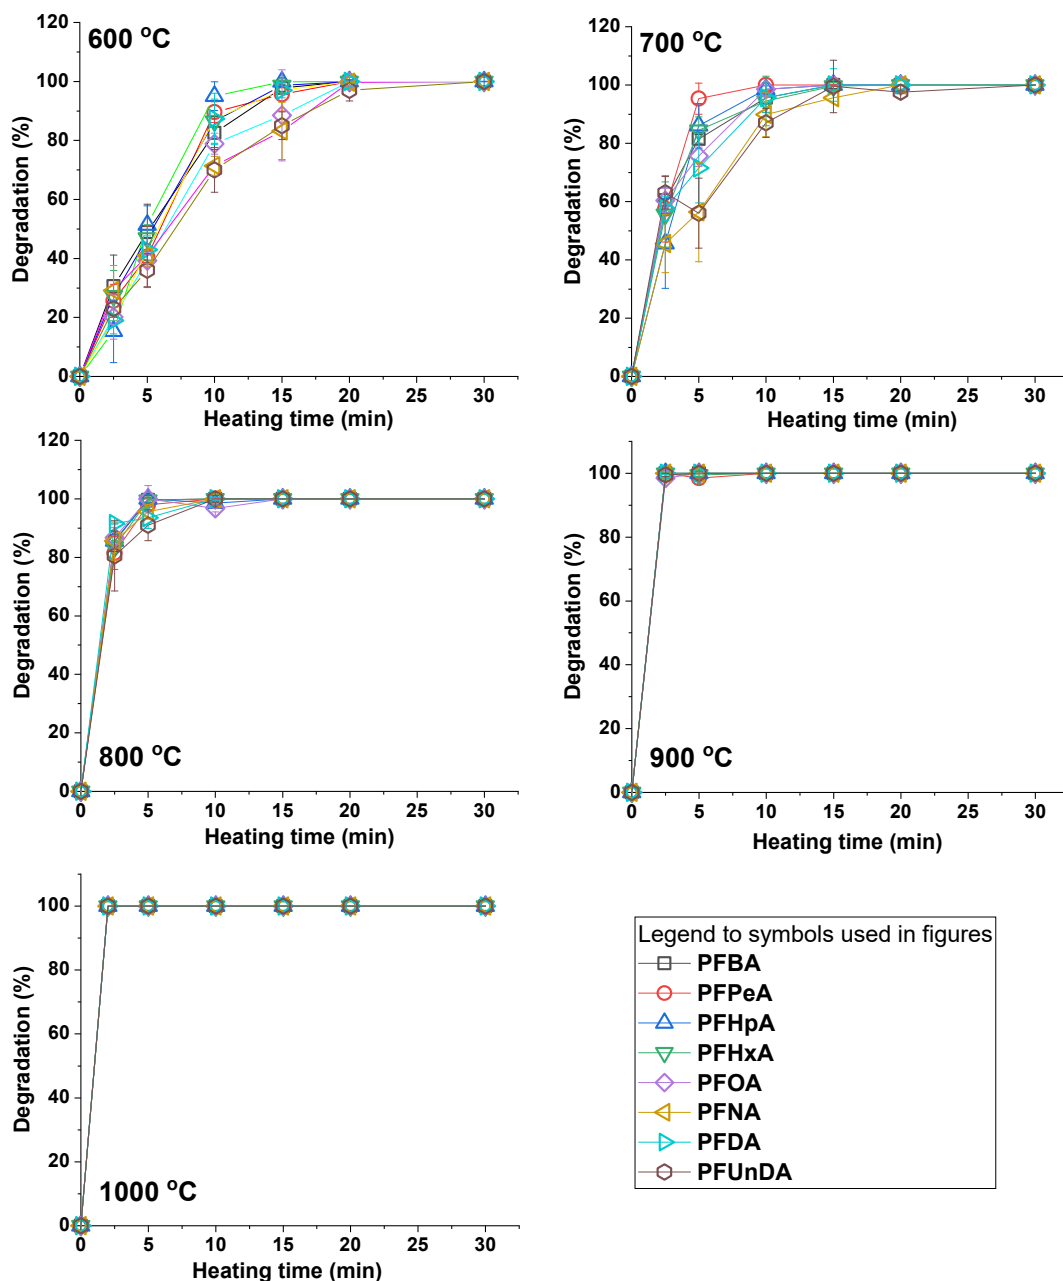 600 °C
Degradation (%)
120
100
80
60
40
20
0
0 5 10 15 20 25 30
Heating time (min)
700 °C
Degradation (%)
120
100
80
60
40
20
0
0 5 10 15 20 25 30
Heating time (min)
800 °C
Degradation (%)
120
100
80
60
40
20
0
0 5 10 15 20 25 30
Heating time (min)
900 °C
Degradation (%)
100
80
60
40
20
0
0 5 10 15 20 25 30
Heating time (min)
1000 °C
Degradation (%)
100
80
60
40
20
0
0 5 10 15 20 25 30
Heating time (min)
Legend to symbols used in figures
PFBA
PFPeA
PFHpA
PFHxA
PFOA
PFNA
PFDA
PFUnDA